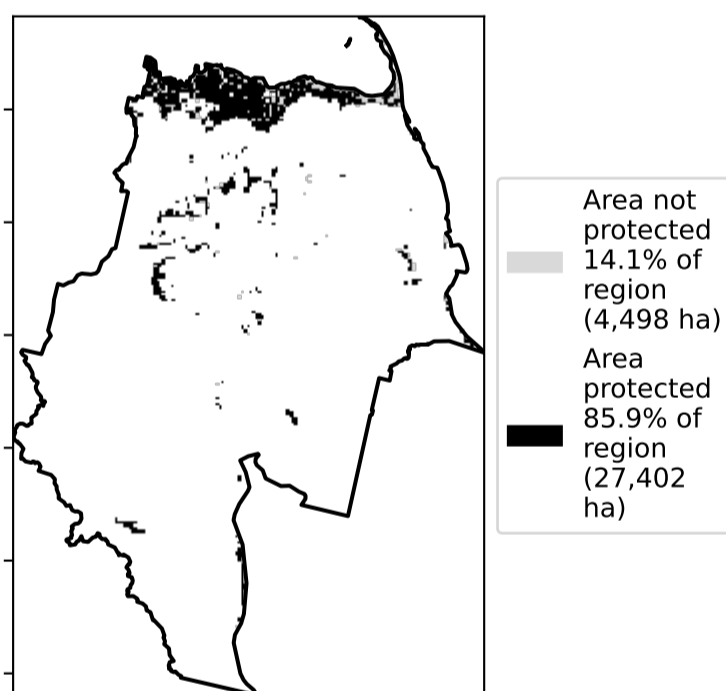 Area not
protected
14.1% of
region
(4,498 ha)
Area
protected
85.9% of
region
(27,402
ha)